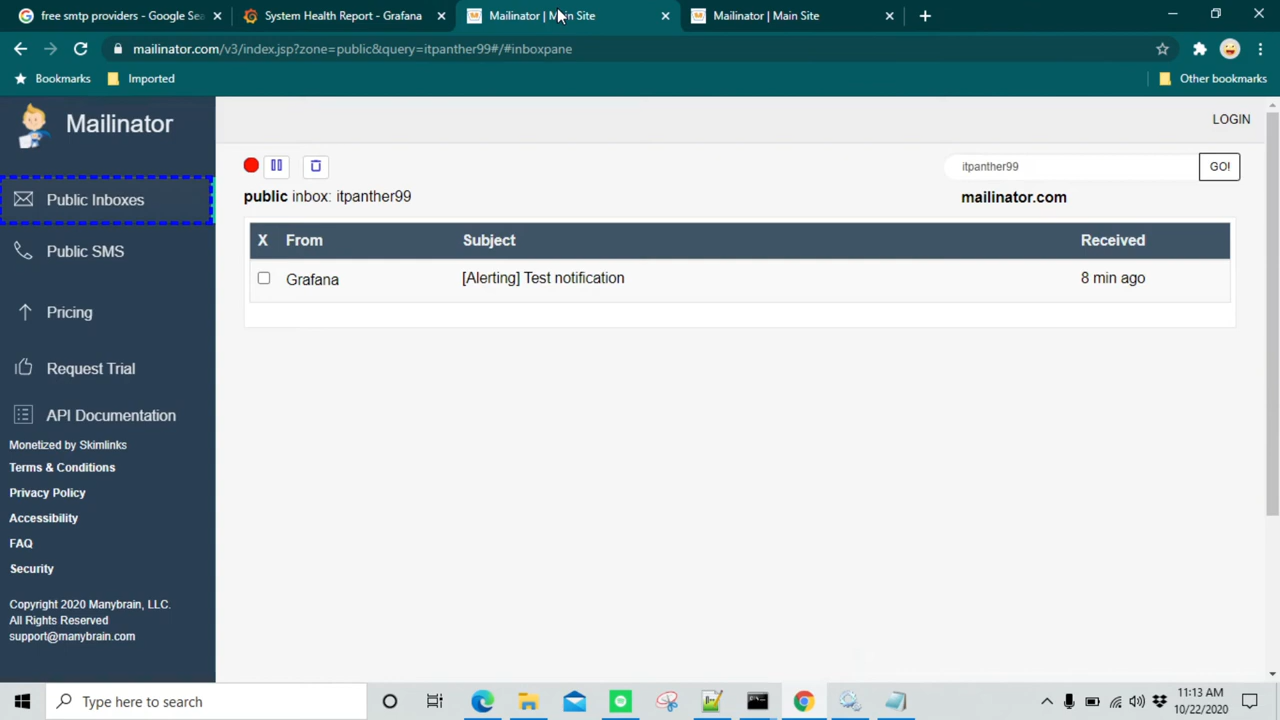 free smtp providers - Google Sea
System Health Report - Grafana
Mailinator | Main Site
Mailinator | Main Site
mailinator.com/v3/index.jsp?zone=public&query=itpanther99#/#inboxpane
Bookmarks
Imported
Other bookmarks
Mailinator
LOGIN
itpanther99
GO!
public inbox: itpanther99
mailinator.com
Public Inboxes
X From Subject Received
Public SMS
Grafana [Alerting] Test notification 8 min ago
Pricing
Request Trial
API Documentation
Monetized by Skimlinks
Terms & Conditions
Privacy Policy
Accessibility
FAQ
Security
Copyright 2020 Manybrain, LLC.
All Rights Reserved
support@manybrain.com
Type here to search
11:13 AM
10/22/2020